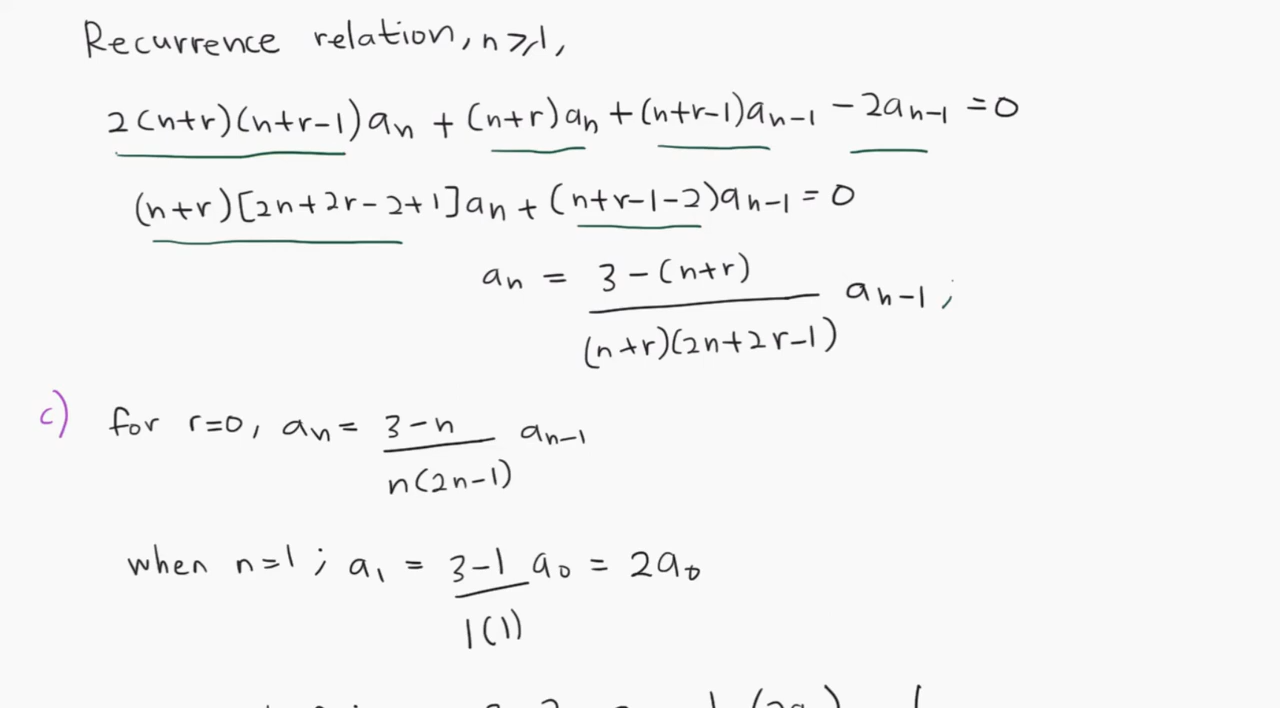 Recurrence relation, n ≥ 1,
2(n+r)(n+r-1)aₙ + (n+r)aₙ + (n+r-1)aₙ₋₁ - 2aₙ₋₁ = 0
(n+r)[2n+2r-2+1]aₙ + (n+r-1-2)aₙ₋₁ = 0
aₙ = 3-(n+r) / (n+r)(2n+2r-1) aₙ₋₁ ;
c) for r=0, aₙ = 3-n / n(2n-1) aₙ₋₁
when n=1 ; a₁ = 3-1 / 1(1) a₀ = 2a₀